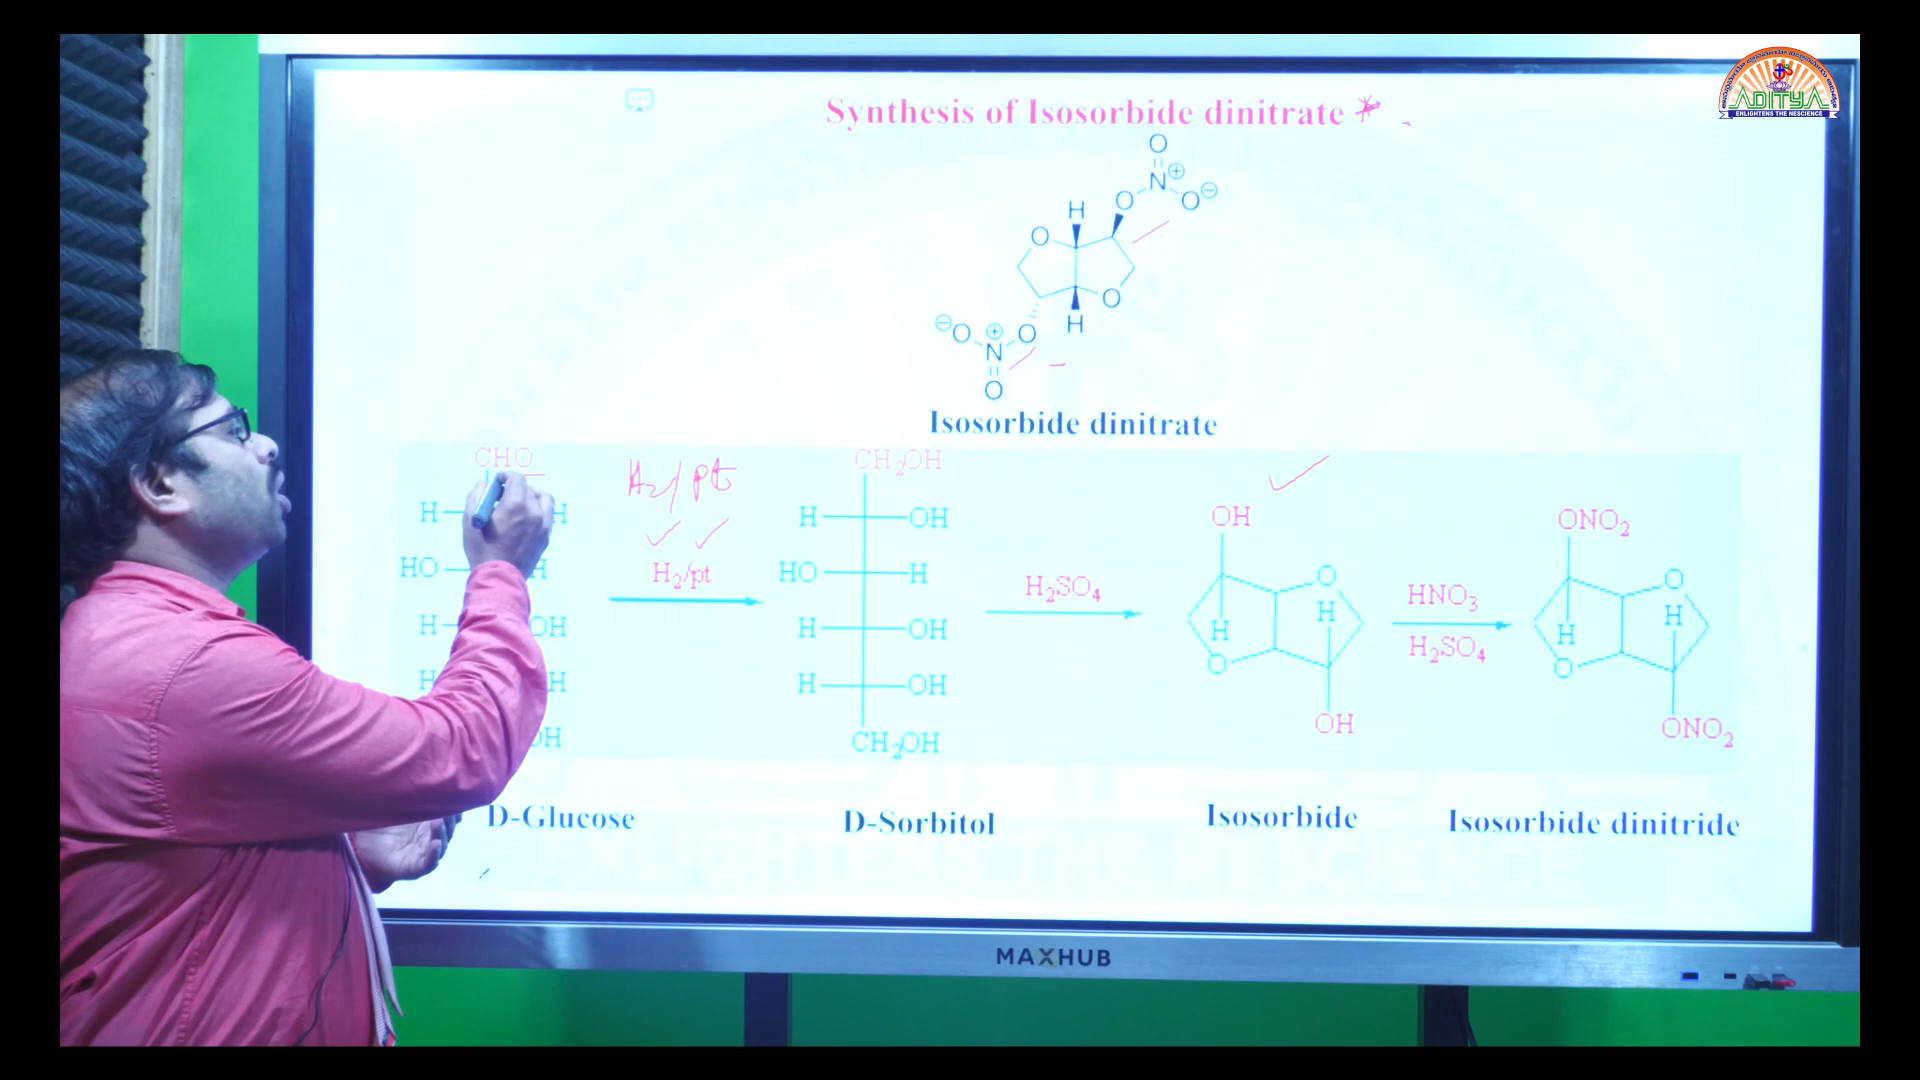 ADITYA
ENLIGHTENS THE NESCIENCE
Synthesis of Isosorbide dinitrate *
O
N ⊕
O O ⊖
H
O
O
H
⊖ O ⊕ O
N
O
Isosorbide dinitrate
CHO
H H
HO H
H OH
H H
OH
D-Glucose
H2/pt
H2/pt
CH2OH
H OH
HO H
H OH
H OH
CH2OH
D-Sorbitol
H2SO4
OH
O
H
H
O
OH
Isosorbide
HNO3
H2SO4
ONO2
O
H
H
O
ONO2
Isosorbide dinitride
MAXHUB